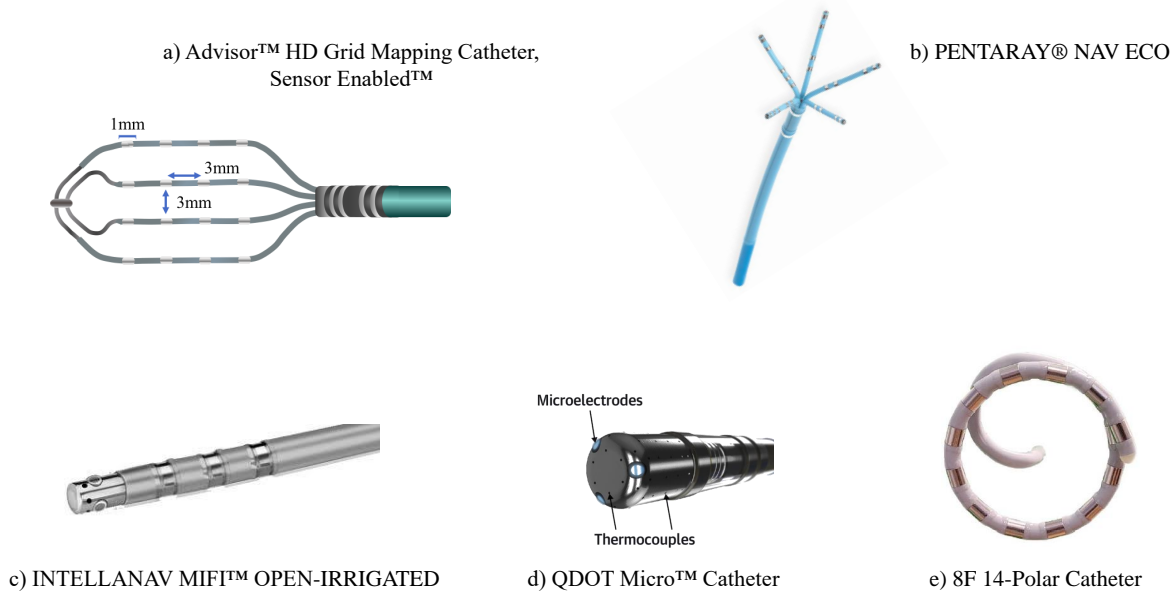 a) Advisor™ HD Grid Mapping Catheter,
Sensor Enabled™
b) PENTARAY® NAV ECO
1mm
3mm
3mm
Microelectrodes
Thermocouples
c) INTELLANAV MIFI™ OPEN-IRRIGATED
d) QDOT Micro™ Catheter
e) 8F 14-Polar Catheter